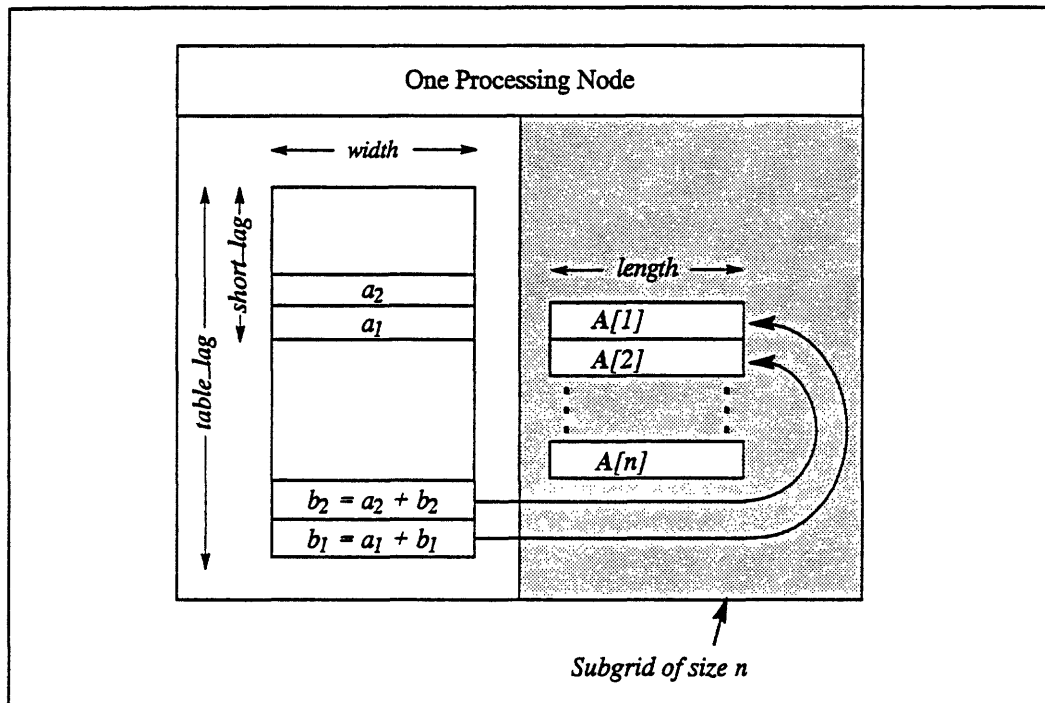 One Processing Node
width
table_lag
short_lag
a2
a1
b2 = a2 + b2
b1 = a1 + b1
length
A[1]
A[2]
A[n]
Subgrid of size n